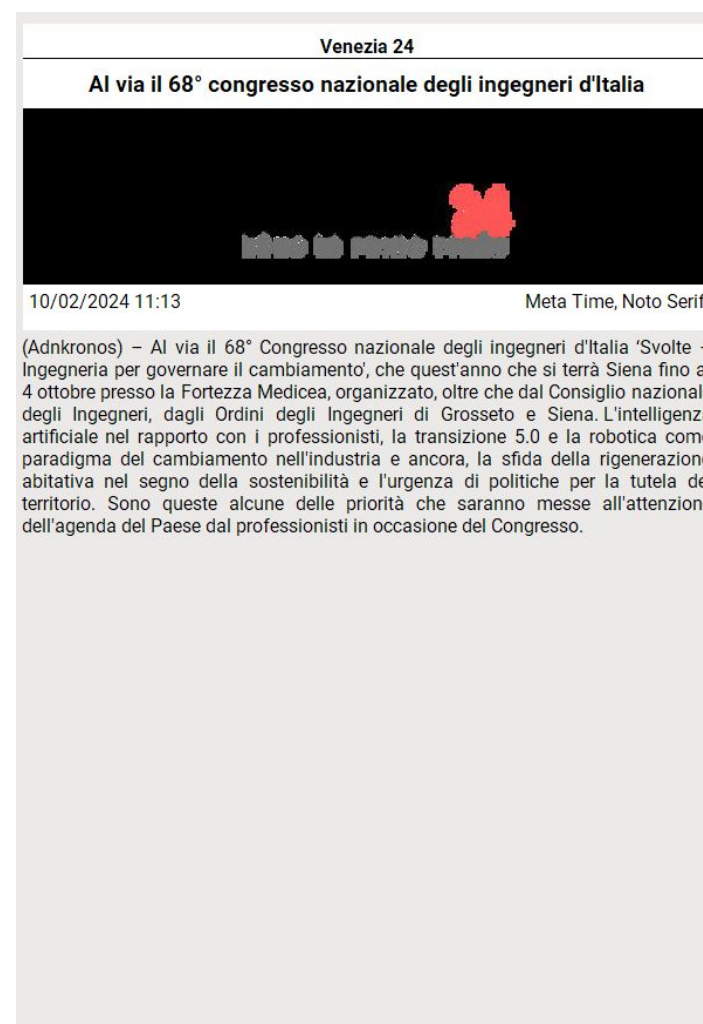 Venezia 24
Al via il 68° congresso nazionale degli ingegneri d'Italia
24
10/02/2024 11:13
Meta Time, Noto Serif
(Adnkronos) – Al via il 68° Congresso nazionale degli ingegneri d'Italia 'Svolte -
Ingegneria per governare il cambiamento', che quest'anno che si terrà Siena fino a
4 ottobre presso la Fortezza Medicea, organizzato, oltre che dal Consiglio nazional
degli Ingegneri, dagli Ordini degli Ingegneri di Grosseto e Siena. L'intelligenz
artificiale nel rapporto con i professionisti, la transizione 5.0 e la robotica com
paradigma del cambiamento nell'industria e ancora, la sfida della rigenerazion
abitativa nel segno della sostenibilità e l'urgenza di politiche per la tutela de
territorio. Sono queste alcune delle priorità che saranno messe all'attenzion
dell'agenda del Paese dal professionisti in occasione del Congresso.